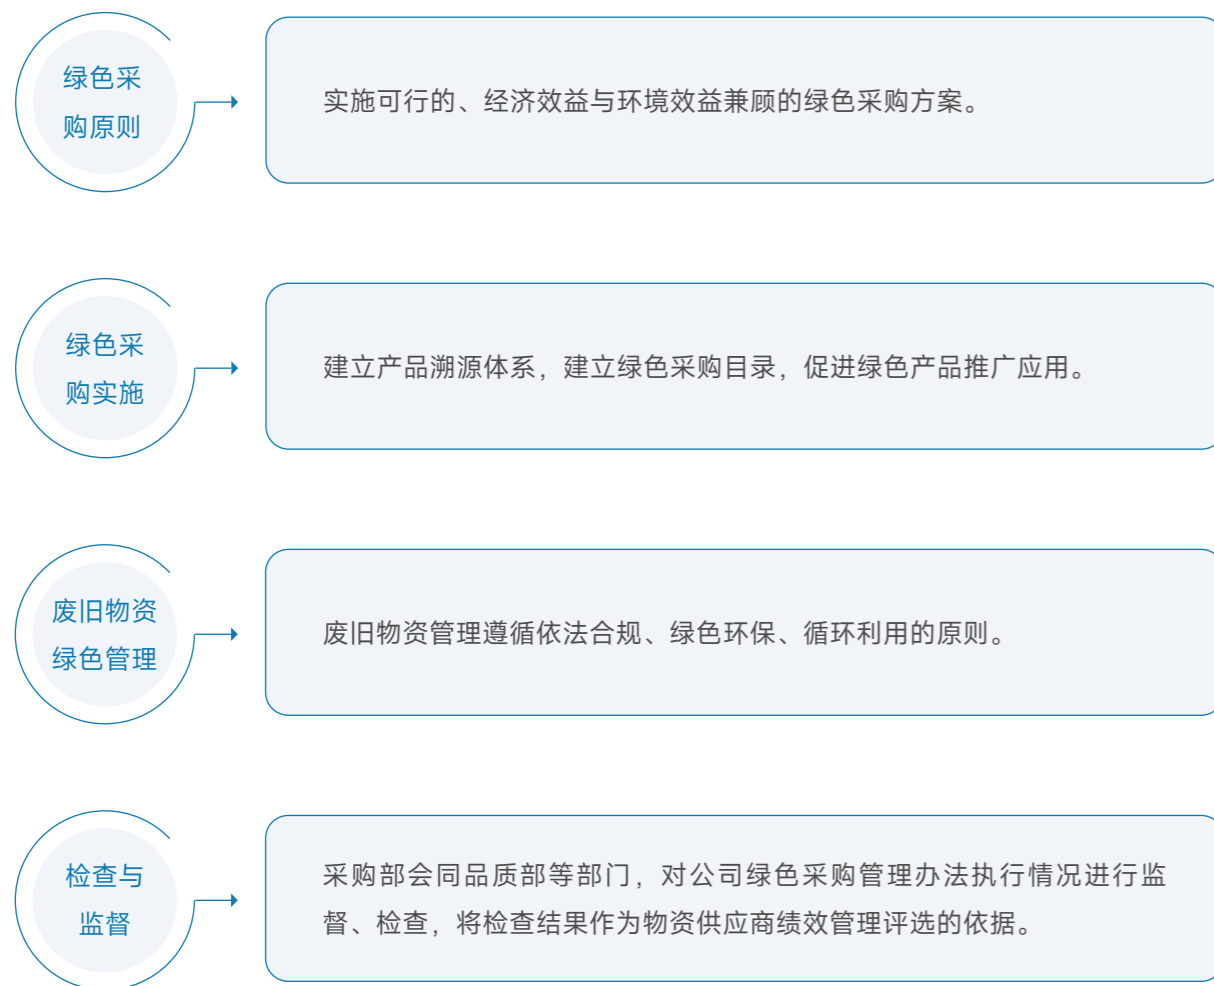 绿色采
购原则
实施可行的、经济效益与环境效益兼顾的绿色采购方案。
绿色采
购实施
建立产品溯源体系，建立绿色采购目录，促进绿色产品推广应用。
废旧物资
绿色管理
废旧物资管理遵循依法合规、绿色环保、循环利用的原则。
检查与
监督
采购部会同品质部等部门，对公司绿色采购管理办法执行情况进行监
督、检查，将检查结果作为物资供应商绩效管理评选的依据。